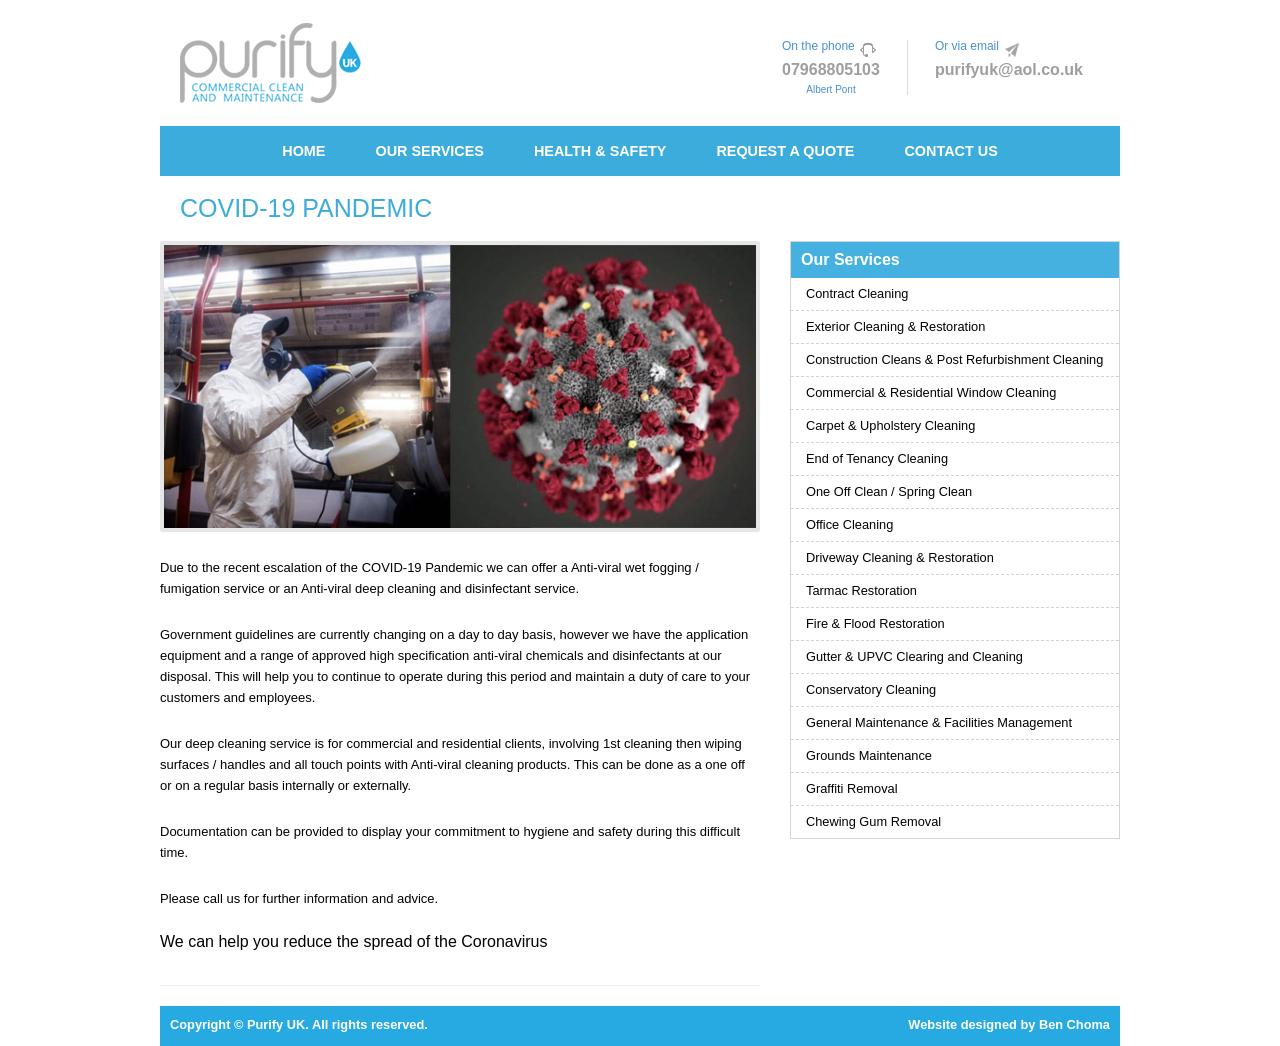 purify
UK
COMMERCIAL CLEAN
AND MAINTENANCE
On the phone
07968805103
Albert Pont
Or via email
purifyuk@aol.co.uk
HOME
OUR SERVICES
HEALTH & SAFETY
REQUEST A QUOTE
CONTACT US
COVID-19 PANDEMIC
Due to the recent escalation of the COVID-19 Pandemic we can offer a Anti-viral wet fogging /
fumigation service or an Anti-viral deep cleaning and disinfectant service.
Government guidelines are currently changing on a day to day basis, however we have the application
equipment and a range of approved high specification anti-viral chemicals and disinfectants at our
disposal. This will help you to continue to operate during this period and maintain a duty of care to your
customers and employees.
Our deep cleaning service is for commercial and residential clients, involving 1st cleaning then wiping
surfaces / handles and all touch points with Anti-viral cleaning products. This can be done as a one off
or on a regular basis internally or externally.
Documentation can be provided to display your commitment to hygiene and safety during this difficult
time.
Please call us for further information and advice.
We can help you reduce the spread of the Coronavirus
Our Services
Contract Cleaning
Exterior Cleaning & Restoration
Construction Cleans & Post Refurbishment Cleaning
Commercial & Residential Window Cleaning
Carpet & Upholstery Cleaning
End of Tenancy Cleaning
One Off Clean / Spring Clean
Office Cleaning
Driveway Cleaning & Restoration
Tarmac Restoration
Fire & Flood Restoration
Gutter & UPVC Clearing and Cleaning
Conservatory Cleaning
General Maintenance & Facilities Management
Grounds Maintenance
Graffiti Removal
Chewing Gum Removal
Copyright © Purify UK. All rights reserved.
Website designed by Ben Choma